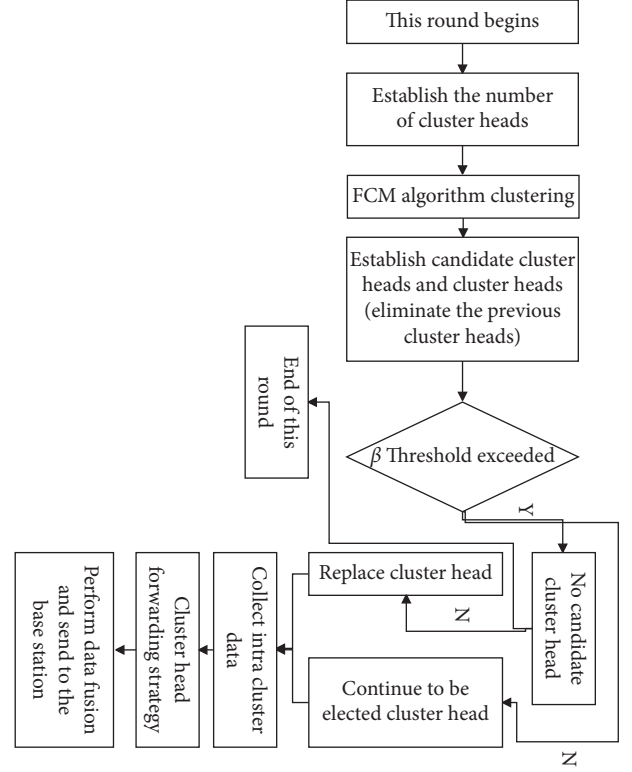 This round begins
Establish the number
of cluster heads
FCM algorithm clustering
Establish candidate cluster
heads and cluster heads
(eliminate the previous
cluster heads)
End of this
round
β Threshold exceeded
Y
No candidate
cluster head
Replace cluster head
N
Continue to be
elected cluster head
N
Collect intra cluster
data
Cluster head
forwarding strategy
Perform data fusion
and send to the
base station